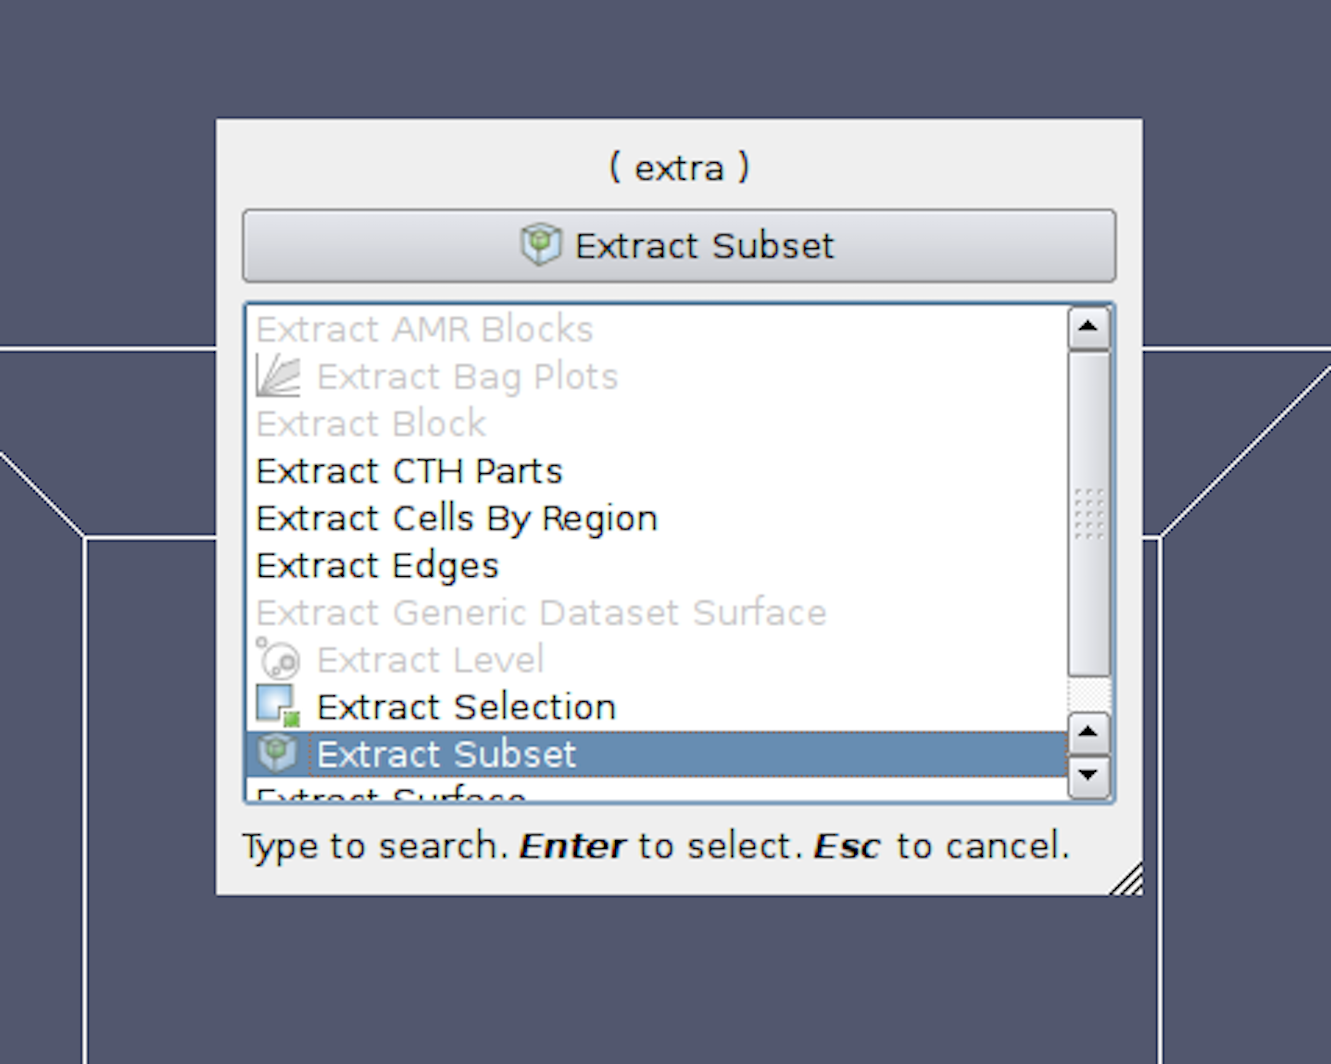 ( extra )
Extract Subset
Extract AMR Blocks
Extract Bag Plots
Extract Block
Extract CTH Parts
Extract Cells By Region
Extract Edges
Extract Generic Dataset Surface
Extract Level
Extract Selection
Extract Subset
Extract Surface
Type to search. Enter to select. Esc to cancel.